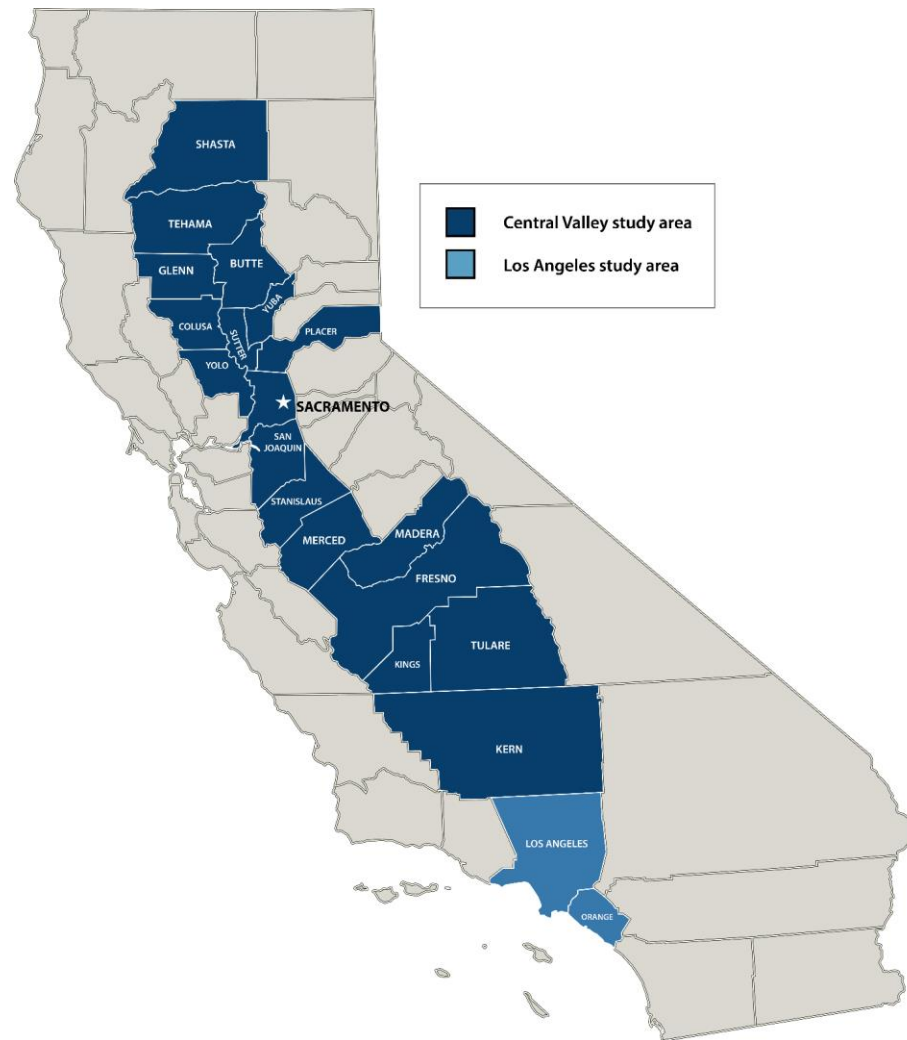 SHASTA
TEHAMA
BUTTE
GLENN
YUBA
COLUSA
SUTTER
PLACER
YOLO
SACRAMENTO
SAN
JOAQUIN
STANISLAUS
MERCED
MADERA
FRESNO
TULARE
KINGS
KERN
LOS ANGELES
ORANGE
Central Valley study area
Los Angeles study area